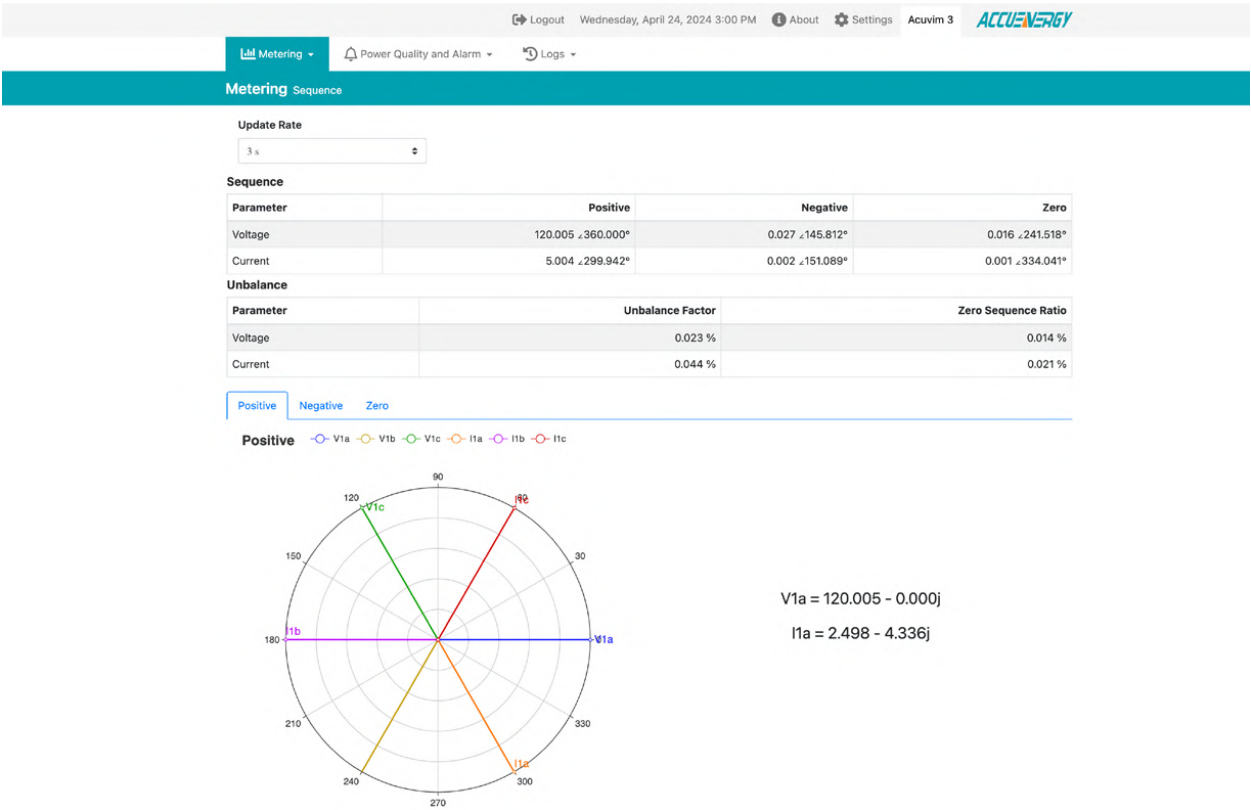 Logout Wednesday, April 24, 2024 3:00 PM About Settings Acuvim 3 ACCUENERGY
Metering Power Quality and Alarm Logs
Metering Sequence
Update Rate
3 s
Sequence
Parameter Positive Negative Zero
Voltage 120.005 ∠360.000° 0.027 ∠145.812° 0.016 ∠241.518°
Current 5.004 ∠299.942° 0.002 ∠151.089° 0.001 ∠334.041°
Unbalance
Parameter Unbalance Factor Zero Sequence Ratio
Voltage 0.023 % 0.014 %
Current 0.044 % 0.021 %
Positive Negative Zero
Positive V1a V1b V1c I1a I1b I1c
90
120 V1c I1c
150 30
V1a = 120.005 - 0.000j
180 I1b V1a
I1a = 2.498 - 4.336j
210 330
I1a
240 300
270